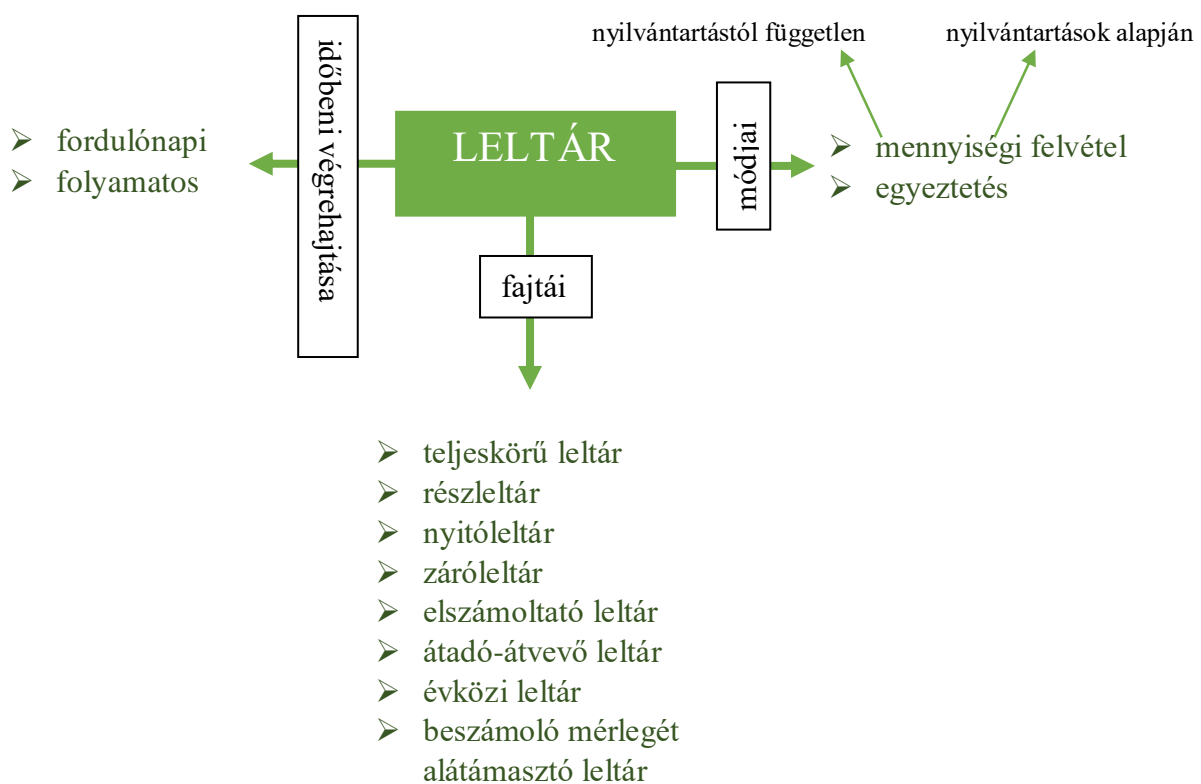 nyilvántartástól független
nyilvántartások alapján
időbeni végrehajtása
LELTÁR
módjai
➢ fordulónapi
➢ folyamatos
➢ mennyiségi felvétel
➢ egyeztetés
fajtái
➢ teljeskörű leltár
➢ részleltár
➢ nyitóleltár
➢ záróleltár
➢ elszámoltató leltár
➢ átadó-átvevő leltár
➢ évközi leltár
➢ beszámoló mérlegét
alátámasztó leltár